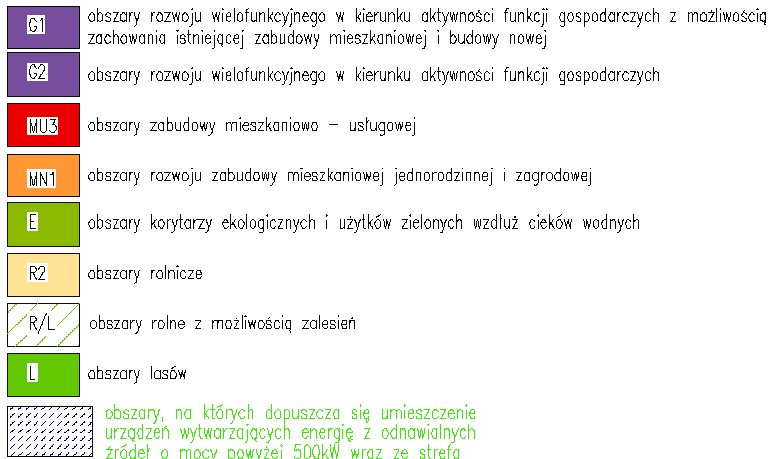 G1 obszary rozwoju wielofunkcyjnego w kierunku aktywności funkcji gospodarczych z możliwością
zachowania istniejącej zabudowy mieszkaniowej i budowy nowej
G2 obszary rozwoju wielofunkcyjnego w kierunku aktywności funkcji gospodarczych
MU3 obszary zabudowy mieszkaniowo – usługowej
MN1 obszary rozwoju zabudowy mieszkaniowej jednorodzinnej i zagrodowej
E obszary korytarzy ekologicznych i użytków zielonych wzdłuż cieków wodnych
R2 obszary rolnicze
R/L obszary rolne z możliwością zalesień
L obszary lasów
obszary, na których dopuszcza się umieszczenie
urządzeń wytwarzających energię z odnawialnych
źródeł o mocy powyżej 500kW wraz ze strefą